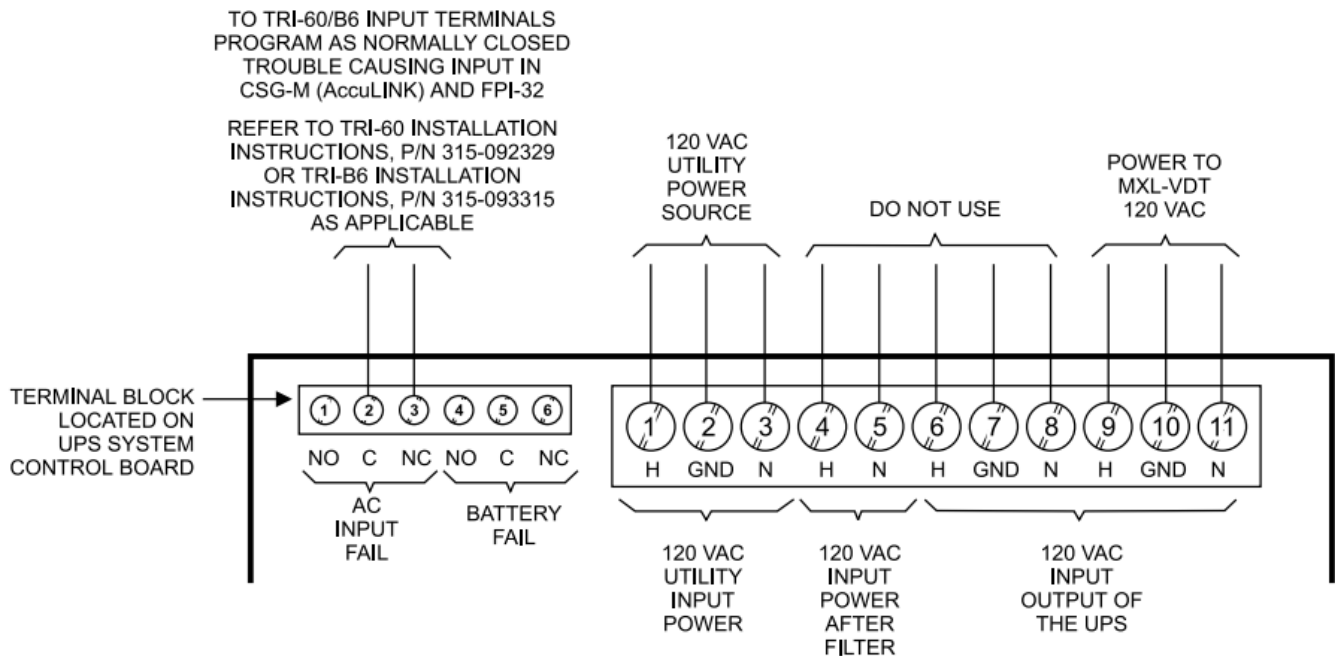 TO TRI-60/B6 INPUT TERMINALS
PROGRAM AS NORMALLY CLOSED
TROUBLE CAUSING INPUT IN
CSG-M (AccuLINK) AND FPI-32
REFER TO TRI-60 INSTALLATION
INSTRUCTIONS, P/N 315-092329
OR TRI-B6 INSTALLATION
INSTRUCTIONS, P/N 315-093315
AS APPLICABLE
120 VAC
UTILITY
POWER
SOURCE
DO NOT USE
POWER TO
MXL-VDT
120 VAC
TERMINAL BLOCK
LOCATED ON
UPS SYSTEM
CONTROL BOARD
1 2 3 4 5 6
NO C NC NO C NC
AC
INPUT
FAIL
BATTERY
FAIL
1 2 3 4 5 6 7 8 9 10 11
H GND N H N H GND N H GND N
120 VAC
UTILITY
INPUT
POWER
120 VAC
INPUT
POWER
AFTER
FILTER
120 VAC
INPUT
OUTPUT OF
THE UPS